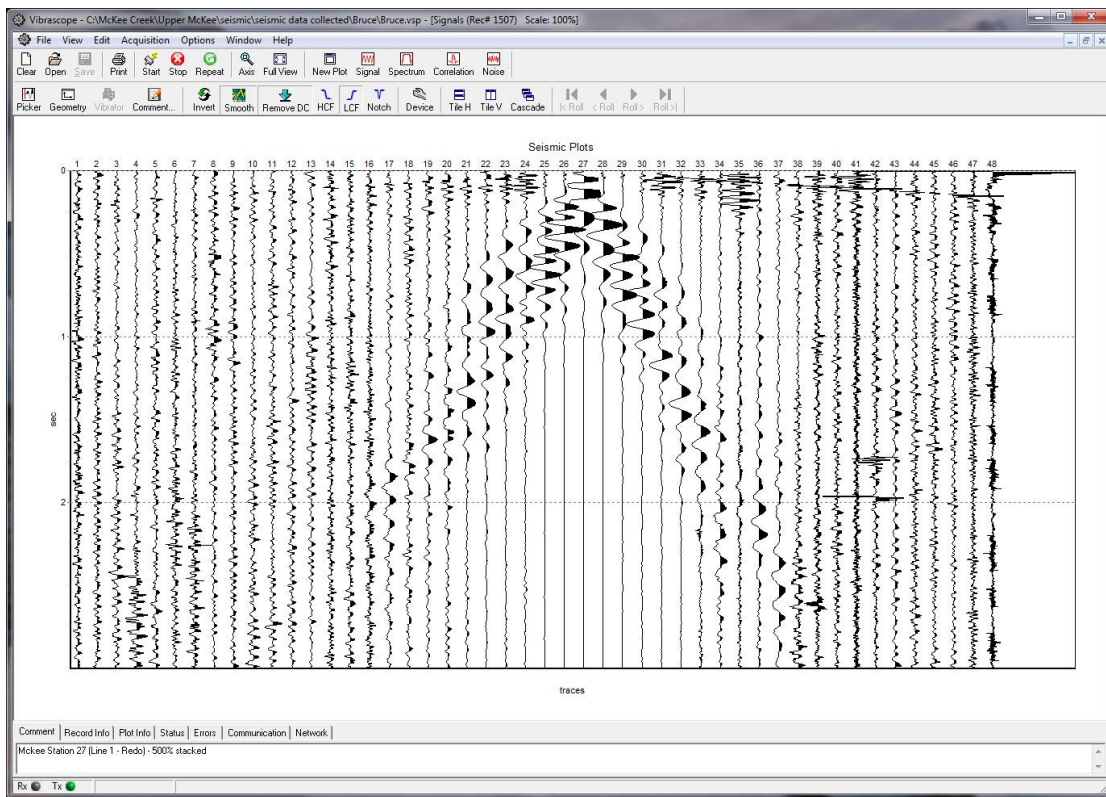 Vibrascope - C:\McKee Creek\Upper McKee\seismic\seismic data collected\Bruce\Bruce.vsp - [Signals (Rec# 1507) Scale: 100%]
File View Edit Acquisition Options Window Help
Clear Open Save Print Start Stop Repeat Axis Full View New Plot Signal Spectrum Correlation Noise
Picker Geometry Vibrator Comment... Invert Smooth Remove DC HCF LCF Notch Device Tile H Tile V Cascade |< Roll < Roll Roll > Roll >|
Seismic Plots
1 2 3 4 5 6 7 8 9 10 11 12 13 14 15 16 17 18 19 20 21 22 23 24 25 26 27 28 29 30 31 32 33 34 35 36 37 38 39 40 41 42 43 44 45 46 47 48
0
1
sec
2
traces
Comment Record Info Plot Info Status Errors Communication Network
Mckee Station 27 (Line 1 - Redo) - 500% stacked
Rx Tx